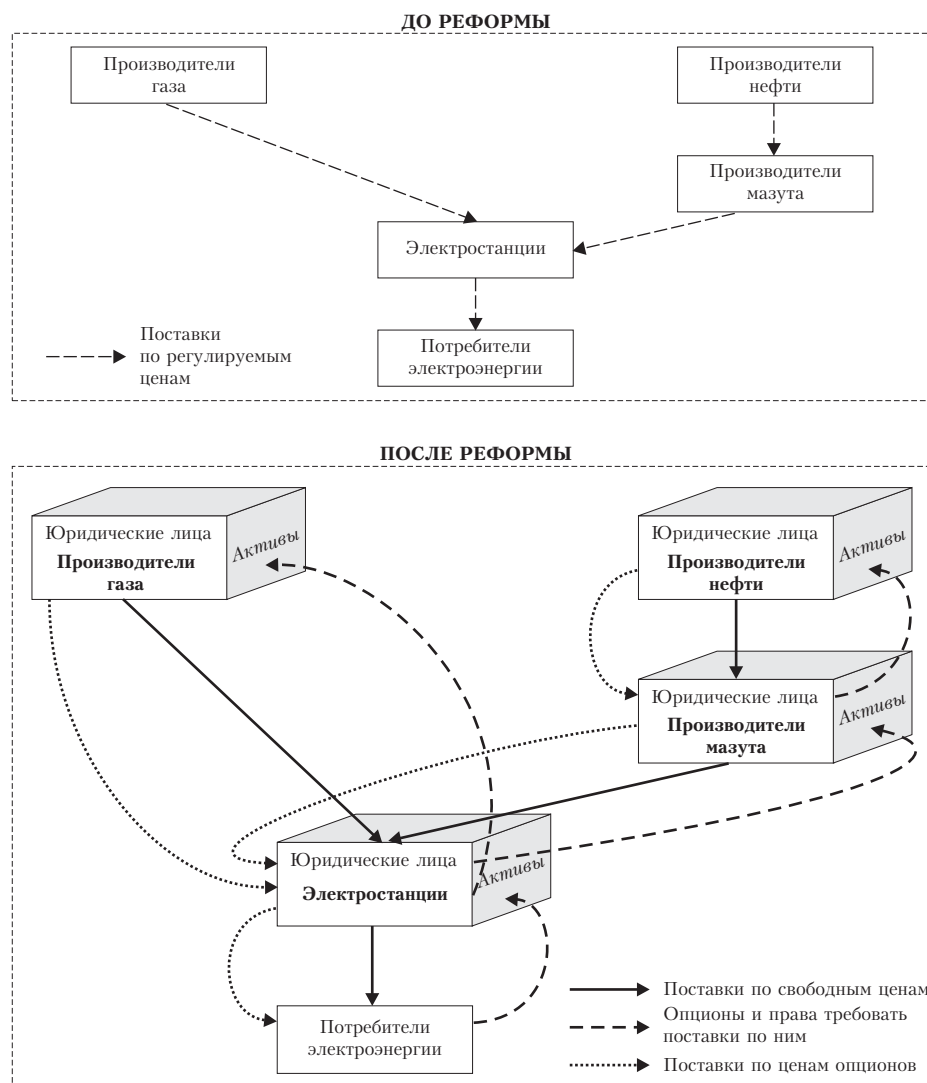 ДО РЕФОРМЫ
Производители
газа
Производители
нефти
Производители
мазута
Электростанции
Потребители
электроэнергии
Поставки
по регулируемым
ценам
ПОСЛЕ РЕФОРМЫ
Юридические лица
Производители
газа
Активы
Юридические лица
Производители
нефти
Активы
Юридические лица
Производители
мазута
Активы
Юридические лица
Электростанции
Активы
Потребители
электроэнергии
Поставки по свободным ценам
Опционы и права требовать
поставки по ним
Поставки по ценам опционов